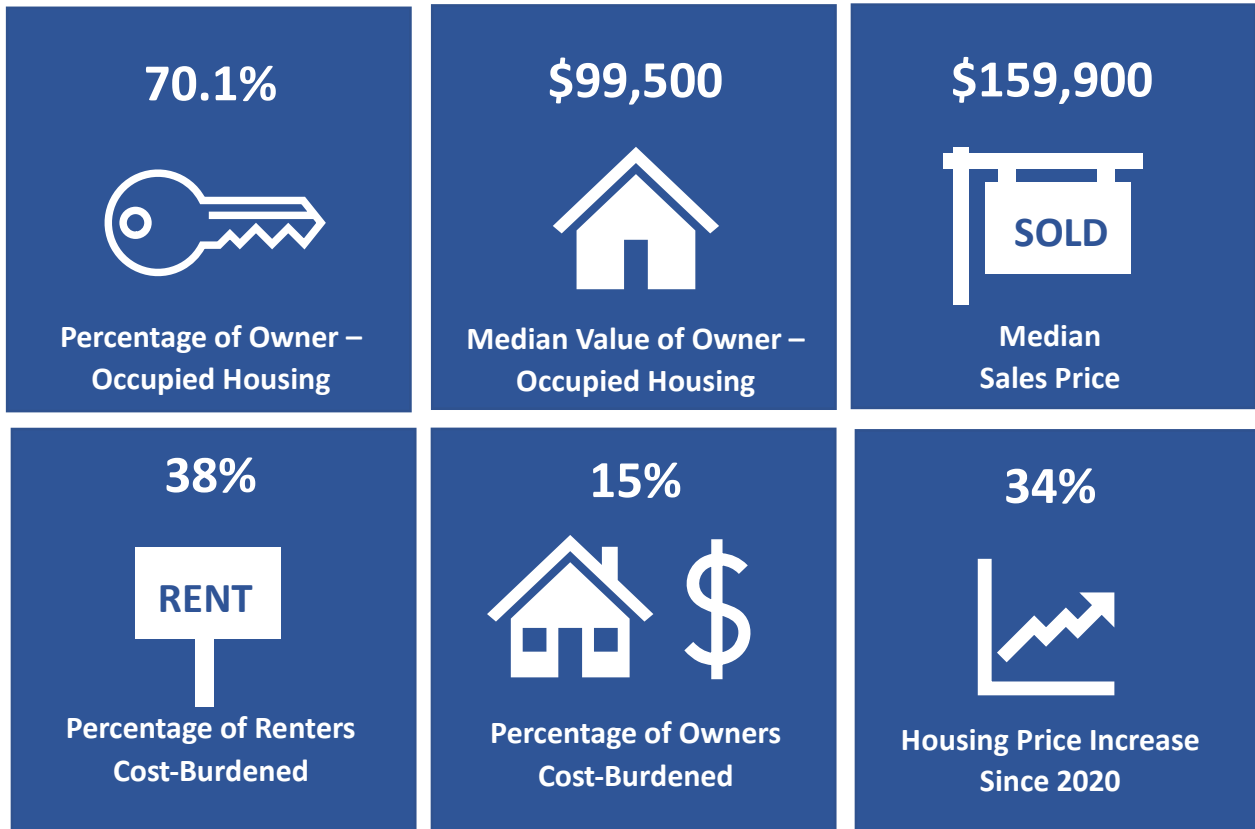 70.1%
Percentage of Owner –
Occupied Housing
$99,500
Median Value of Owner –
Occupied Housing
$159,900
SOLD
Median
Sales Price
38%
RENT
Percentage of Renters
Cost-Burdened
15%
$
Percentage of Owners
Cost-Burdened
34%
Housing Price Increase
Since 2020